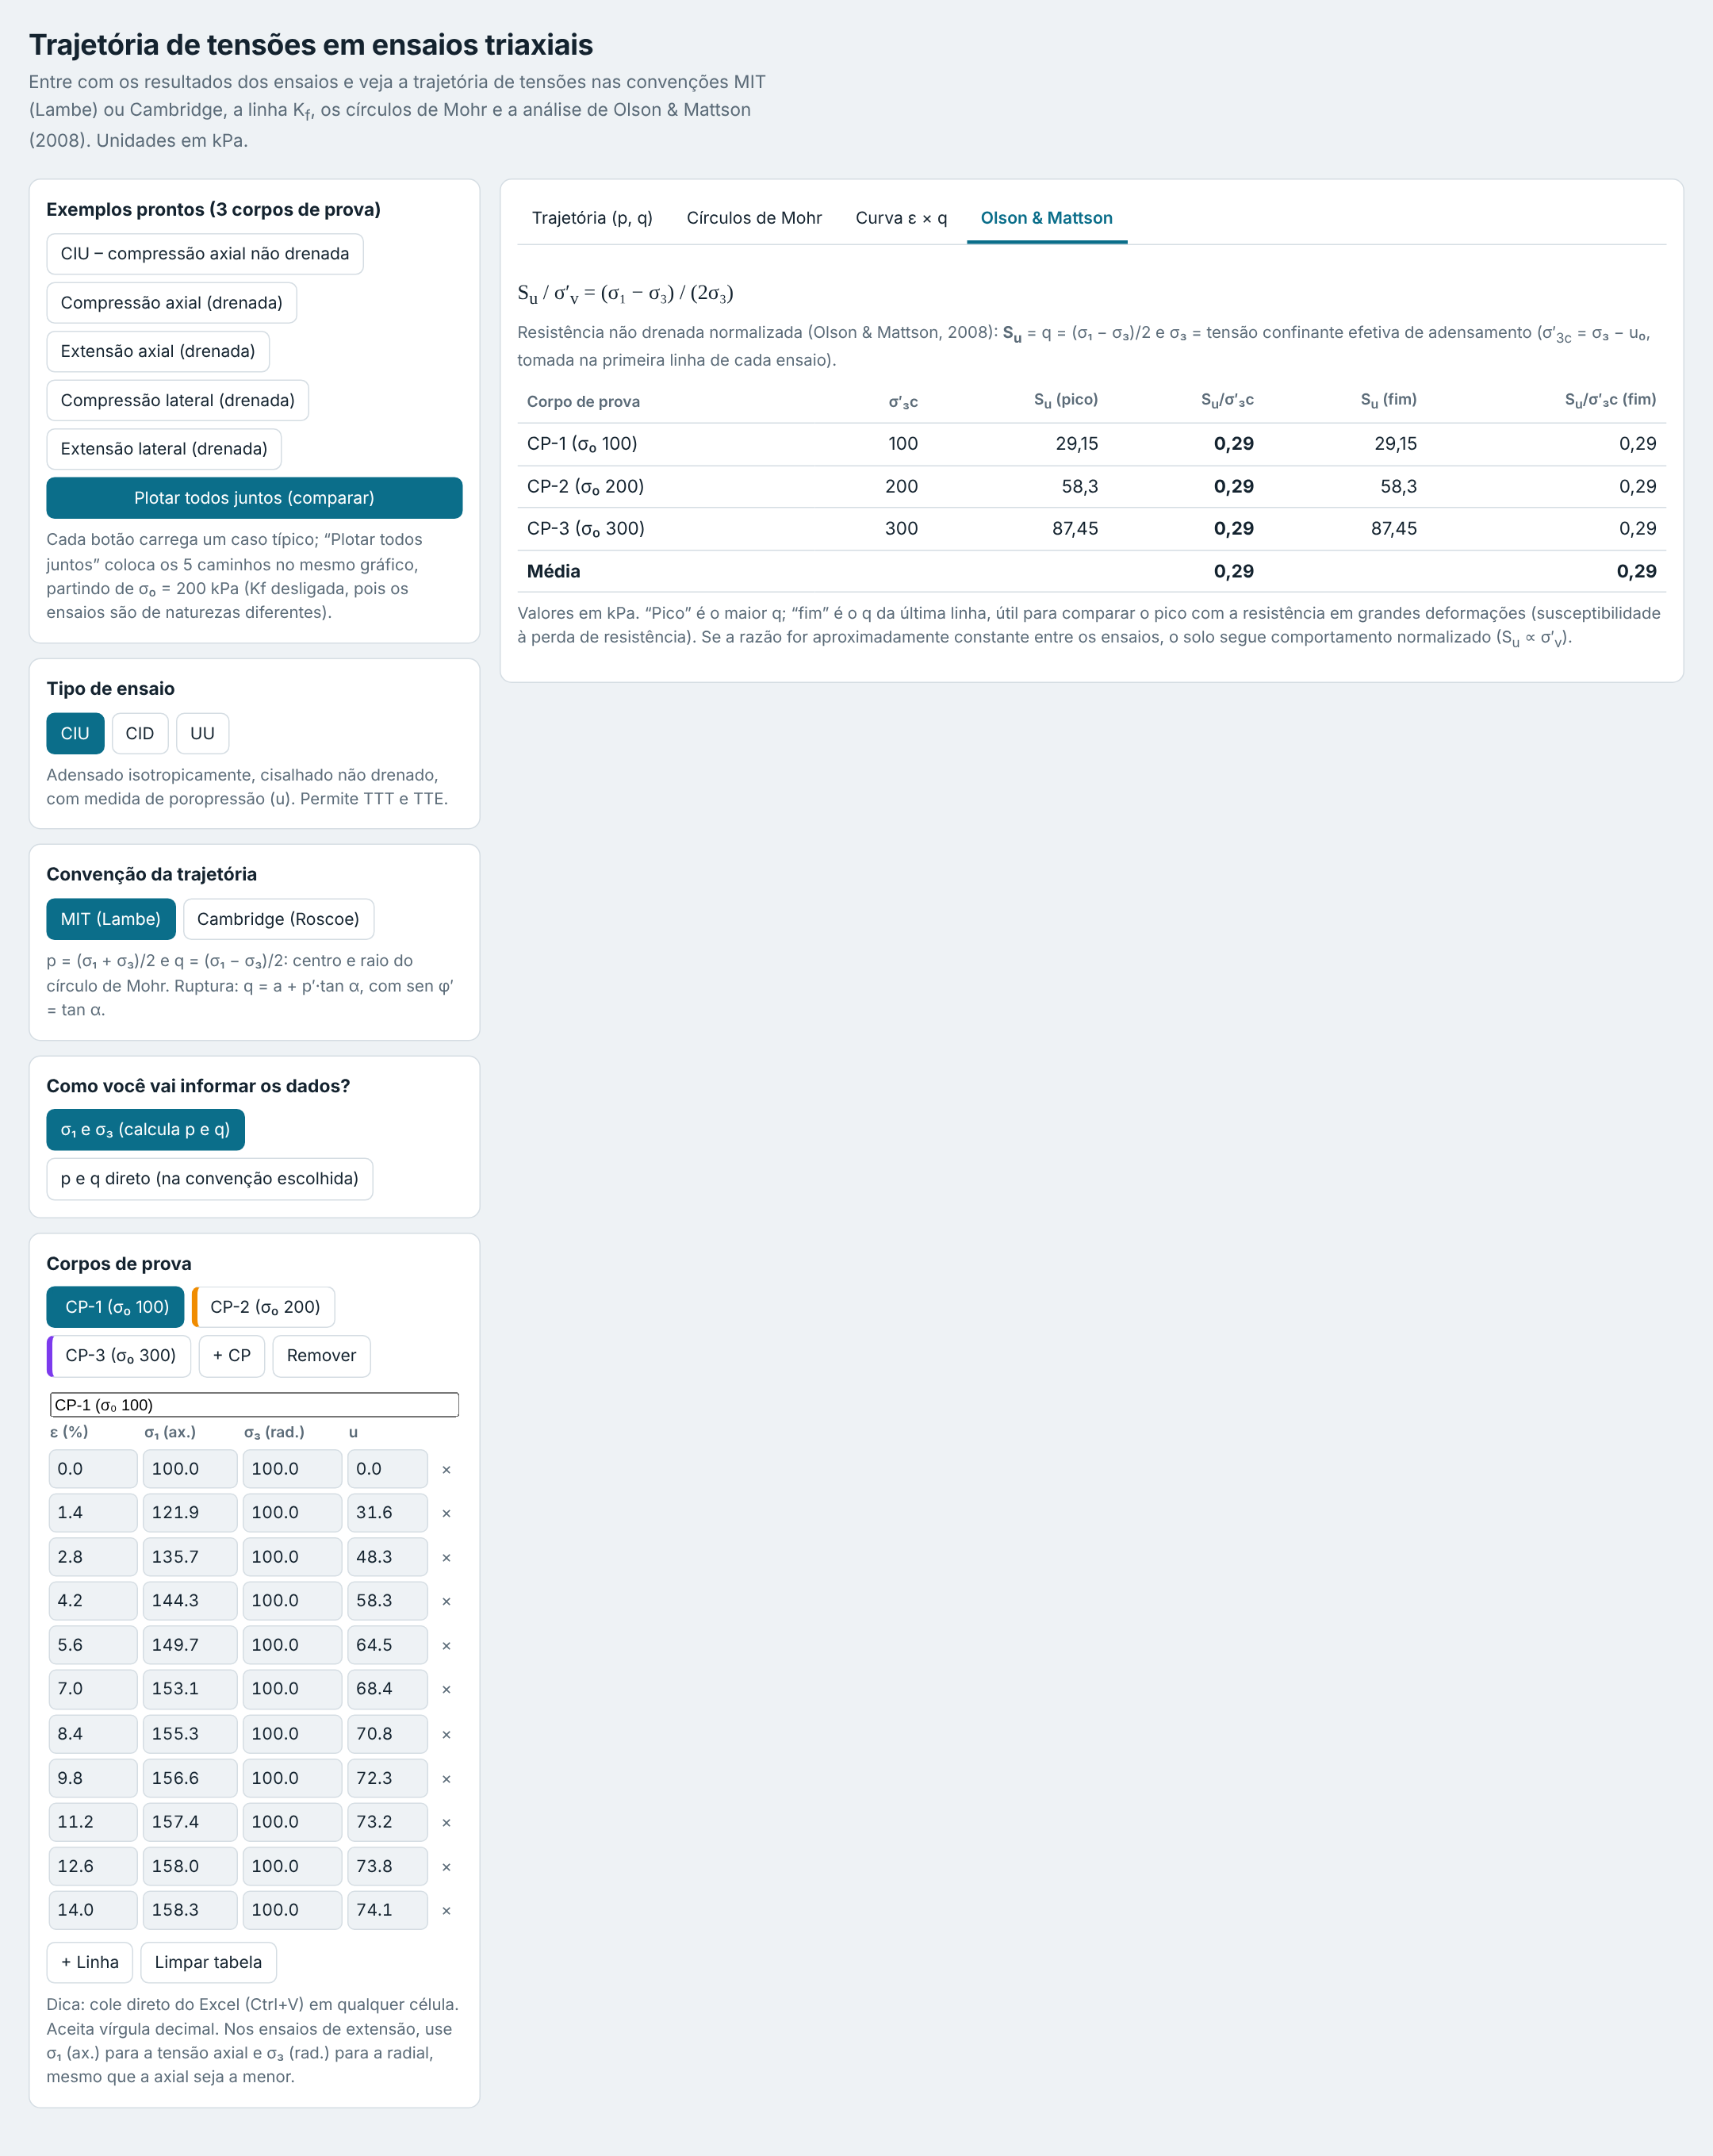 Trajetória de tensões em ensaios triaxiais
Entre com os resultados dos ensaios e veja a trajetória de tensões nas convenções MIT
(Lambe) ou Cambridge, a linha Kf, os círculos de Mohr e a análise de Olson & Mattson
(2008). Unidades em kPa.
Exemplos prontos (3 corpos de prova)
CIU – compressão axial não drenada
Compressão axial (drenada)
Extensão axial (drenada)
Compressão lateral (drenada)
Extensão lateral (drenada)
Plotar todos juntos (comparar)
Cada botão carrega um caso típico; “Plotar todos
juntos” coloca os 5 caminhos no mesmo gráfico,
partindo de σ₀ = 200 kPa (Kf desligada, pois os
ensaios são de naturezas diferentes).
Tipo de ensaio
CIU CID UU
Adensado isotropicamente, cisalhado não drenado,
com medida de poropressão (u). Permite TTT e TTE.
Convenção da trajetória
MIT (Lambe) Cambridge (Roscoe)
p = (σ₁ + σ₃)/2 e q = (σ₁ − σ₃)/2: centro e raio do
círculo de Mohr. Ruptura: q = a + p′·tan α, com sen φ′
= tan α.
Como você vai informar os dados?
σ₁ e σ₃ (calcula p e q)
p e q direto (na convenção escolhida)
Corpos de prova
CP-1 (σ₀ 100) CP-2 (σ₀ 200)
CP-3 (σ₀ 300) + CP Remover
CP-1 (σ₀ 100)
ε (%) σ₁ (ax.) σ₃ (rad.) u
0.0 100.0 100.0 0.0 ×
1.4 121.9 100.0 31.6 ×
2.8 135.7 100.0 48.3 ×
4.2 144.3 100.0 58.3 ×
5.6 149.7 100.0 64.5 ×
7.0 153.1 100.0 68.4 ×
8.4 155.3 100.0 70.8 ×
9.8 156.6 100.0 72.3 ×
11.2 157.4 100.0 73.2 ×
12.6 158.0 100.0 73.8 ×
14.0 158.3 100.0 74.1 ×
+ Linha Limpar tabela
Dica: cole direto do Excel (Ctrl+V) em qualquer célula.
Aceita vírgula decimal. Nos ensaios de extensão, use
σ₁ (ax.) para a tensão axial e σ₃ (rad.) para a radial,
mesmo que a axial seja a menor.
Trajetória (p, q) Círculos de Mohr Curva ε × q Olson & Mattson
Su / σ′v = (σ₁ − σ₃) / (2σ₃)
Resistência não drenada normalizada (Olson & Mattson, 2008): Su = q = (σ₁ − σ₃)/2 e σ₃ = tensão confinante efetiva de adensamento (σ′3c = σ₃ − u₀,
tomada na primeira linha de cada ensaio).
Corpo de prova σ′₃c Su (pico) Su/σ′₃c Su (fim) Su/σ′₃c (fim)
CP-1 (σ₀ 100) 100 29,15 0,29 29,15 0,29
CP-2 (σ₀ 200) 200 58,3 0,29 58,3 0,29
CP-3 (σ₀ 300) 300 87,45 0,29 87,45 0,29
Média 0,29 0,29
Valores em kPa. “Pico” é o maior q; “fim” é o q da última linha, útil para comparar o pico com a resistência em grandes deformações (susceptibilidade
à perda de resistência). Se a razão for aproximadamente constante entre os ensaios, o solo segue comportamento normalizado (Su ∝ σ′v).